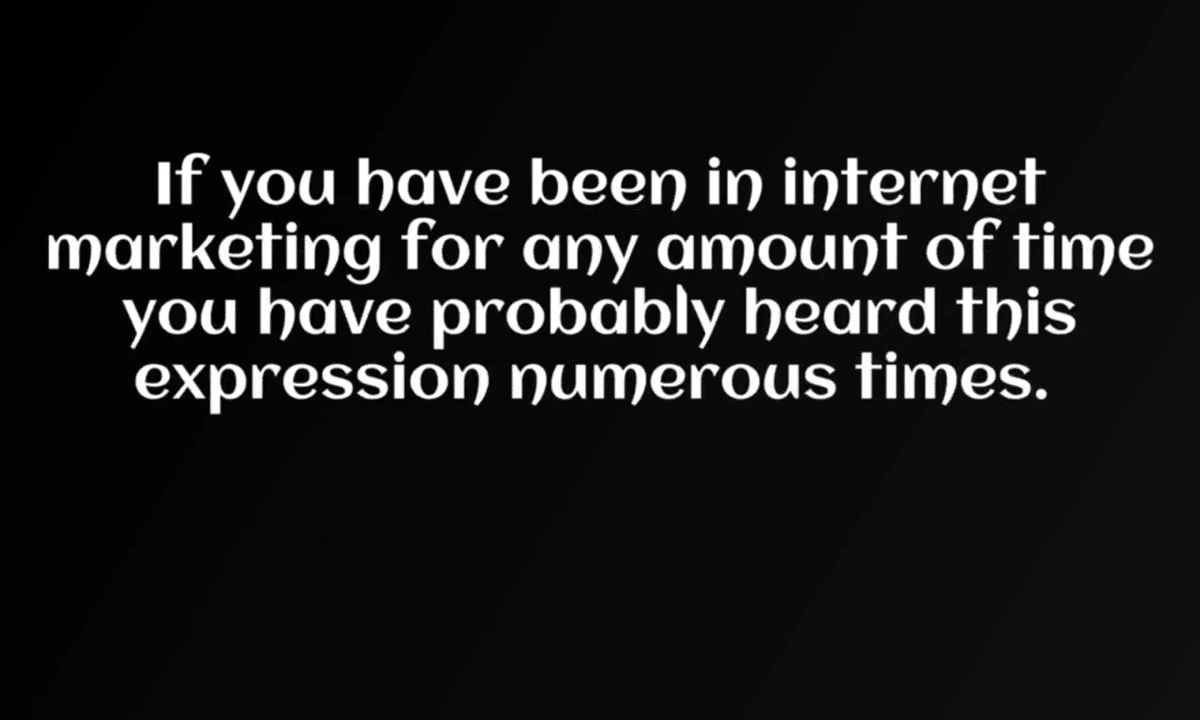 If you have been in internet
marketing for any amount of time
you have probably heard this
expression numerous times.